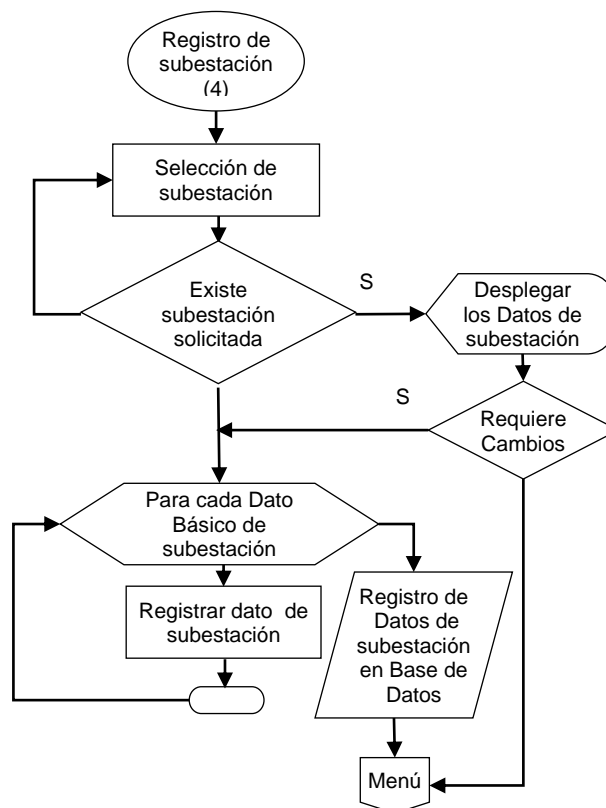 Registro de
subestación
(4)
Selección de
subestación
Existe
subestación
solicitada
S
Desplegar
los Datos de
subestación
S
Requiere
Cambios
Para cada Dato
Básico de
subestación
Registrar dato de
subestación
Registro de
Datos de
subestación
en Base de
Datos
Menú